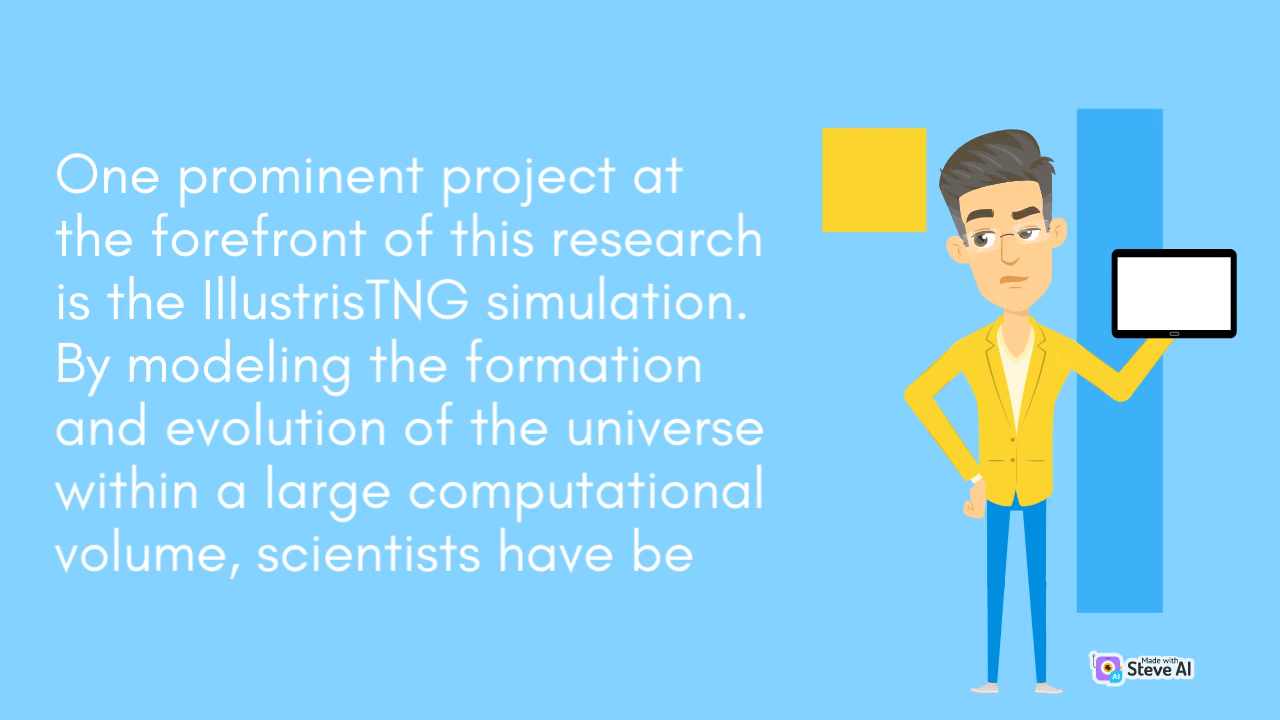 One prominent project at
the forefront of this research
is the IllustrisTNG simulation.
By modeling the formation
and evolution of the universe
within a large computational
volume, scientists have be
Made with
Steve AI
AI